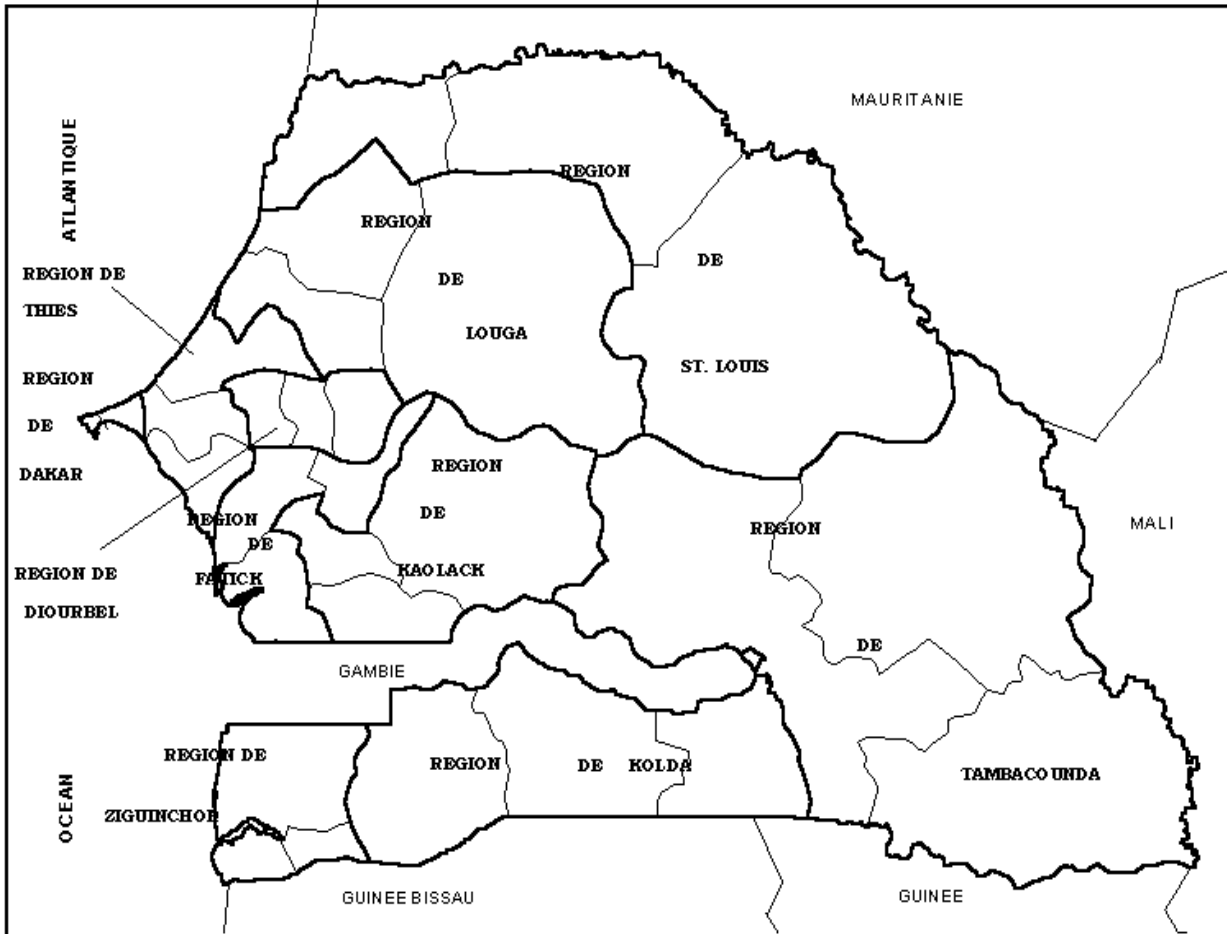 MAURITANIE
ATLANTIQUE
REGION
REGION
DE
REGION DE
THIES
DE
LOUGA
ST. LOUIS
REGION
DE
DAKAR
REGION
DE
KAOLACK
REGION
DE
FATICK
REGION DE
DIOURBEL
MALI
REGION
DE
TAMBACOUNDA
GAMBIE
REGION DE
ZIGUINCHOR
REGION DE KOLDA
OCEAN
GUINEE BISSAU
GUINEE